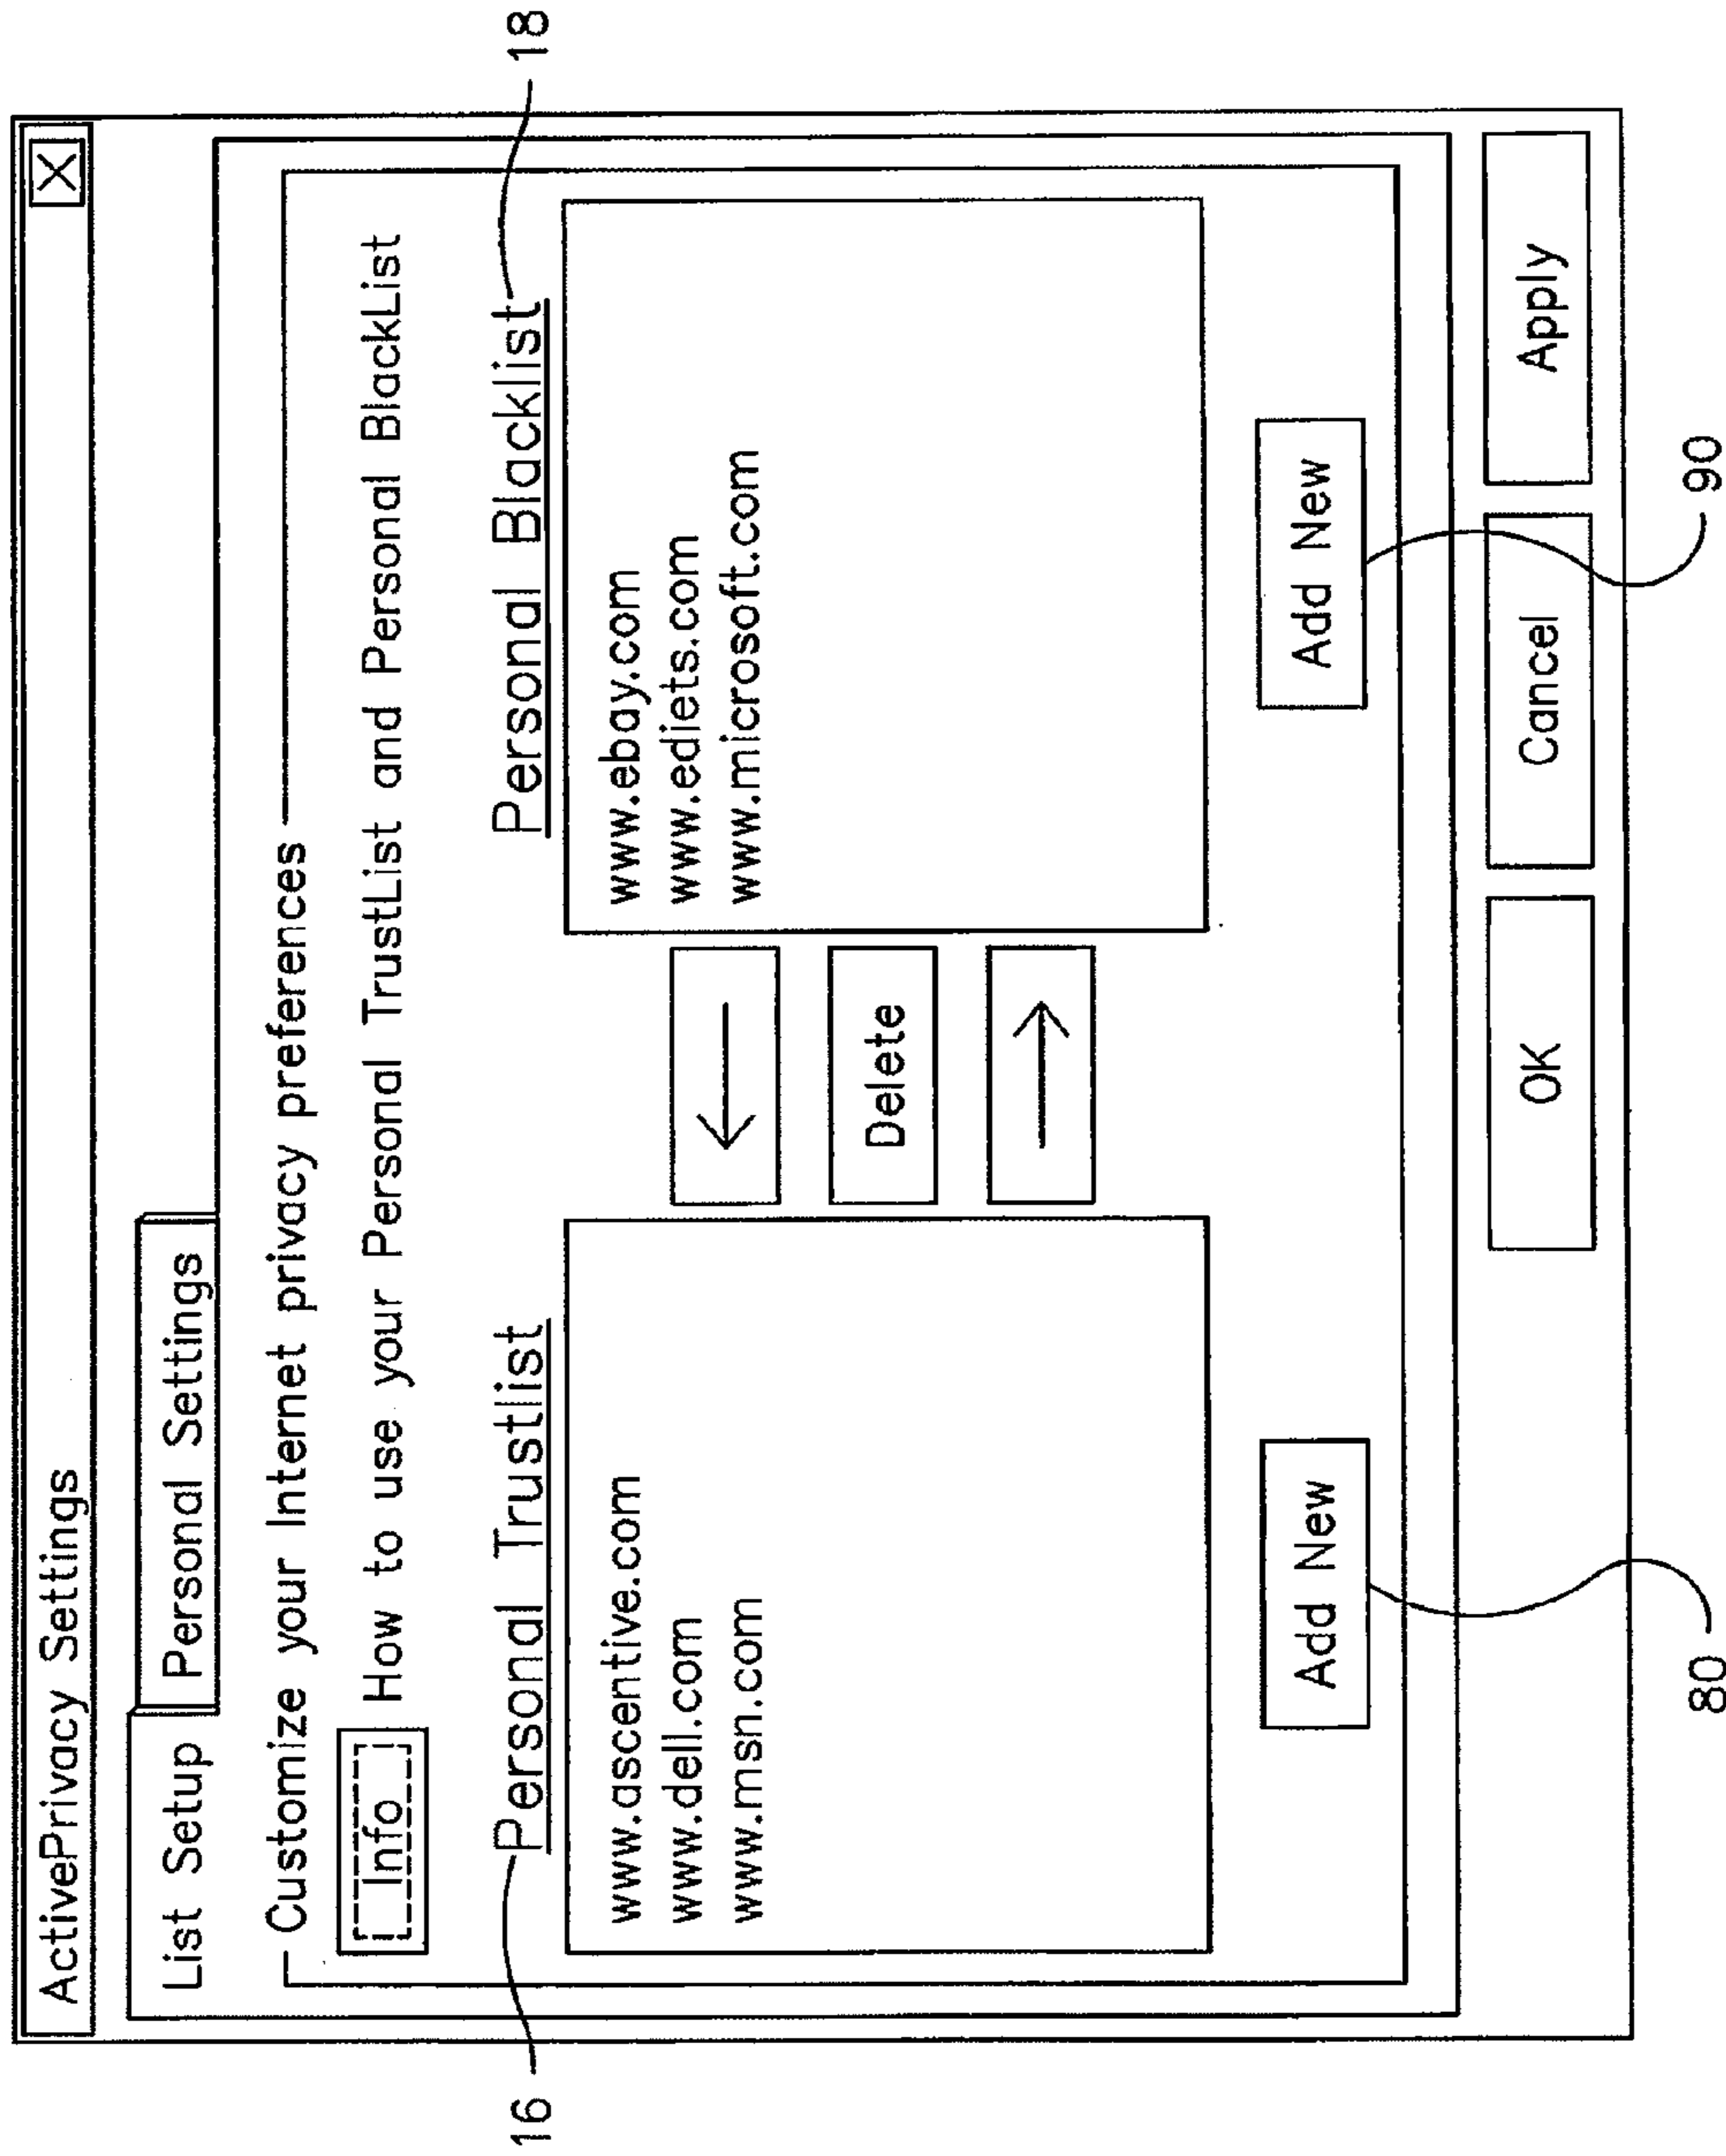 ActivePrivacy Settings
X
List Setup
Personal Settings
Customize your Internet privacy preferences
Info
How to use your Personal TrustList and Personal BlackList
16
Personal Trustlist
Personal Blacklist
18
www.ascentive.com
www.dell.com
www.msn.com
Delete
www.ebay.com
www.ediets.com
www.microsoft.com
Add New
Add New
OK
Cancel
Apply
80
90